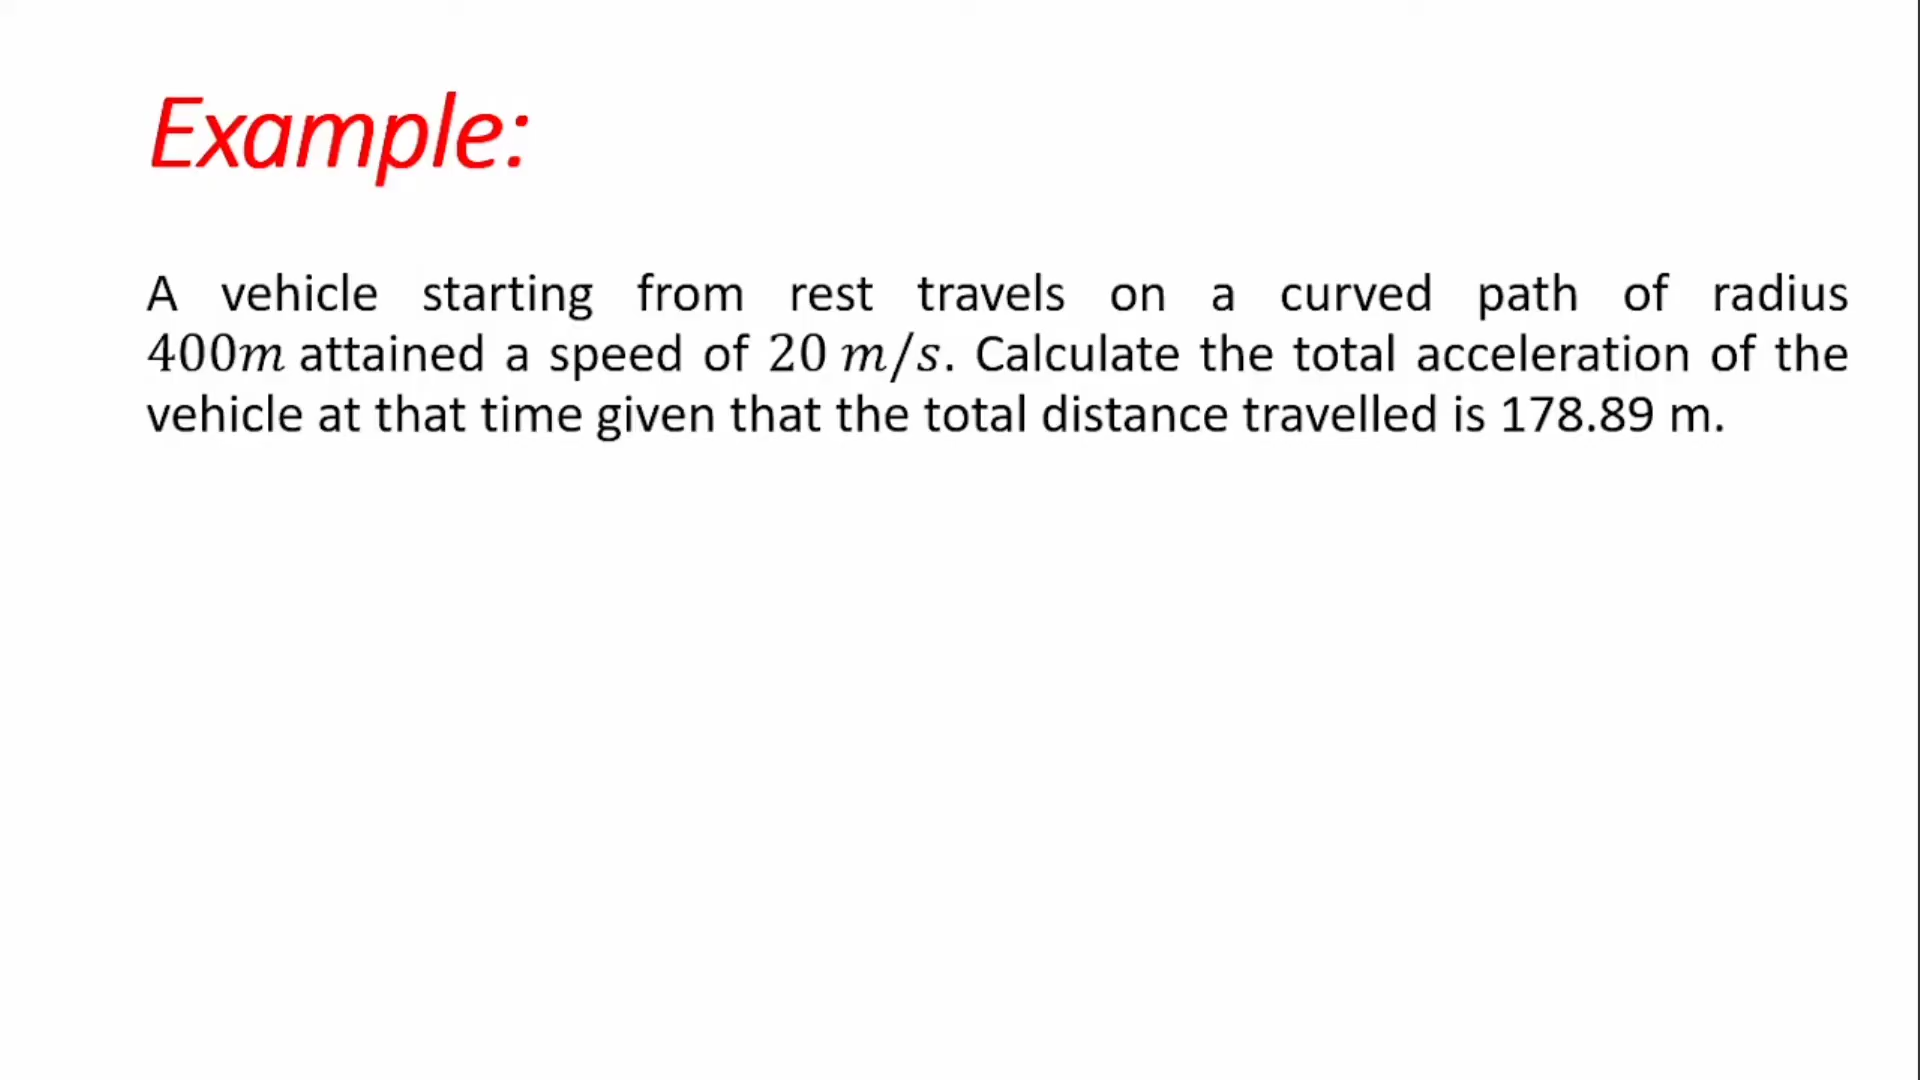 Example:
A vehicle starting from rest travels on a curved path of radius
400m attained a speed of 20 m/s. Calculate the total acceleration of the
vehicle at that time given that the total distance travelled is 178.89 m.